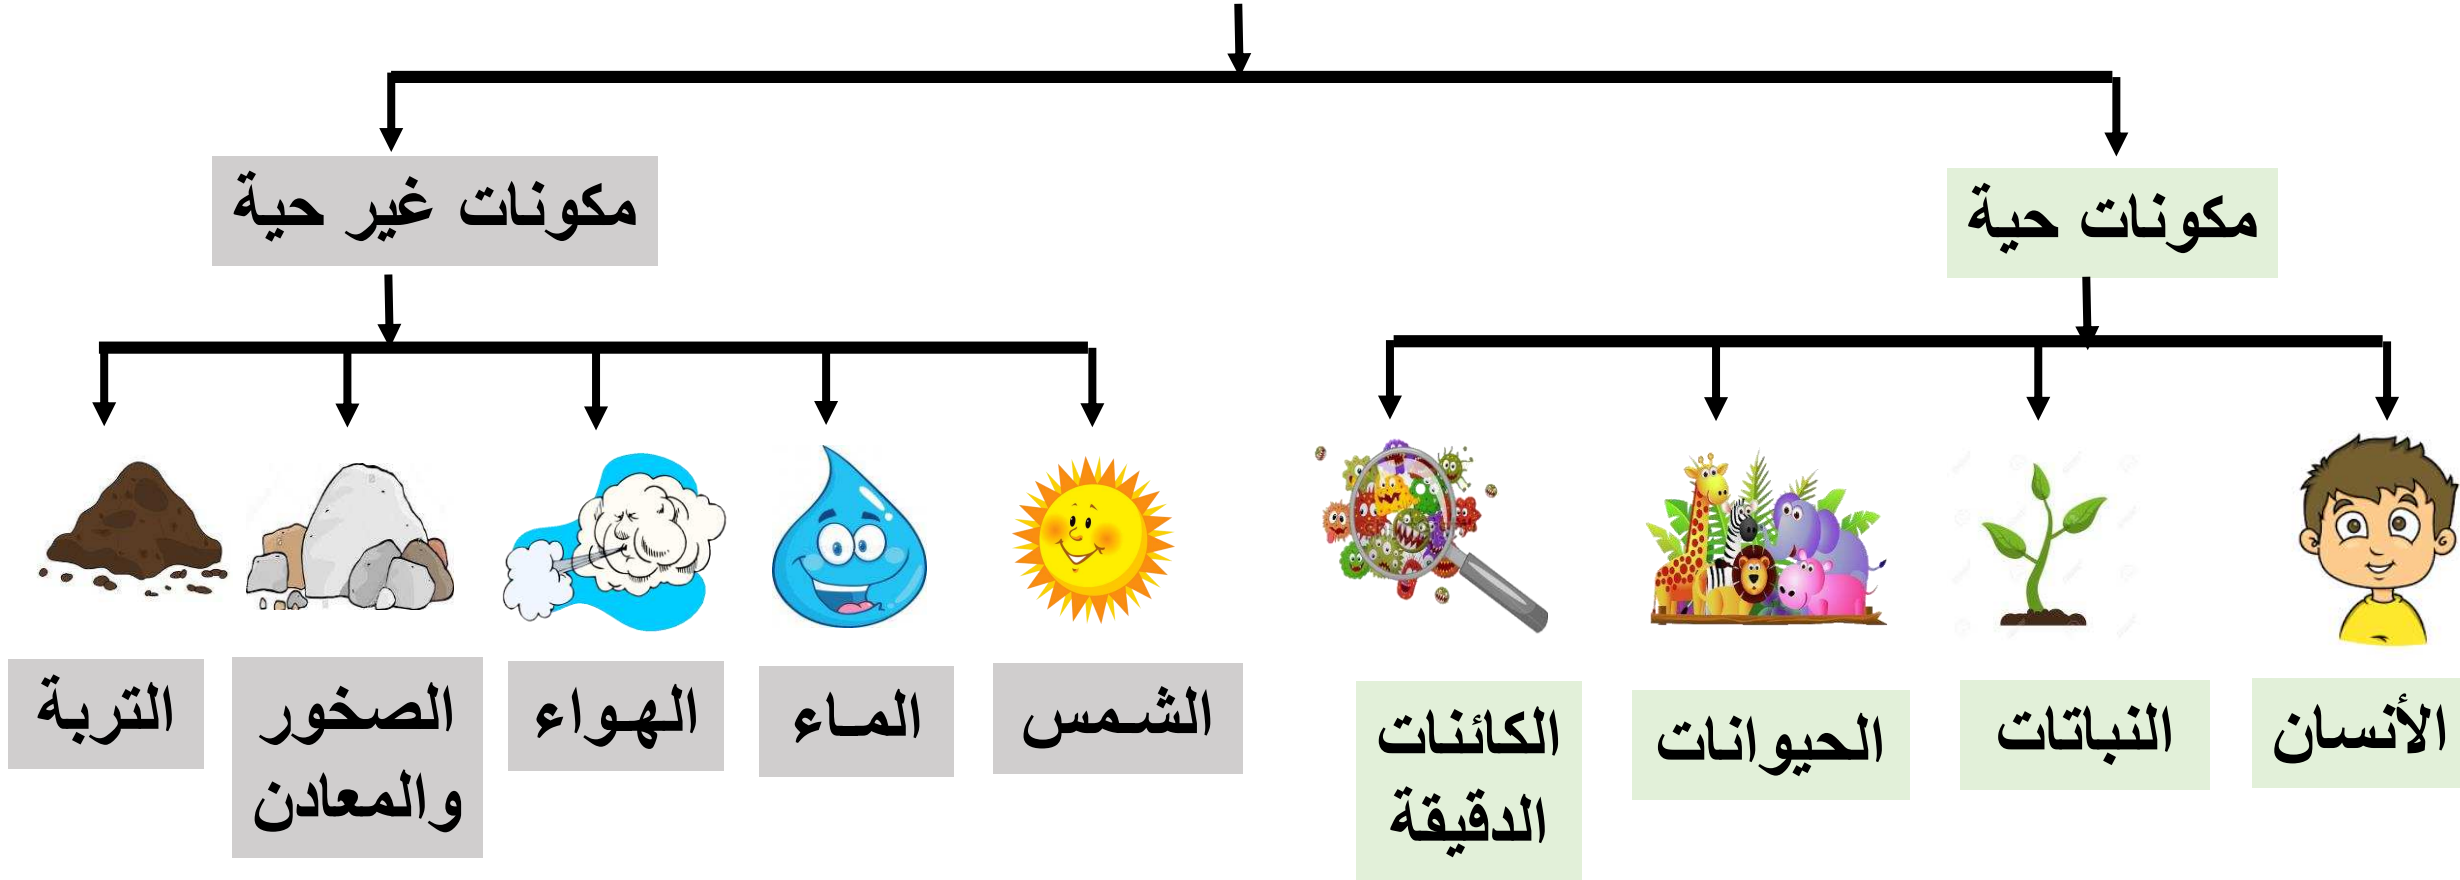 مكونات حية
مكونات غير حية
الأنسان
النباتات
الحيوانات
الكائنات
الدقيقة
الشمس
الماء
الهواء
الصخور
والمعادن
التربة